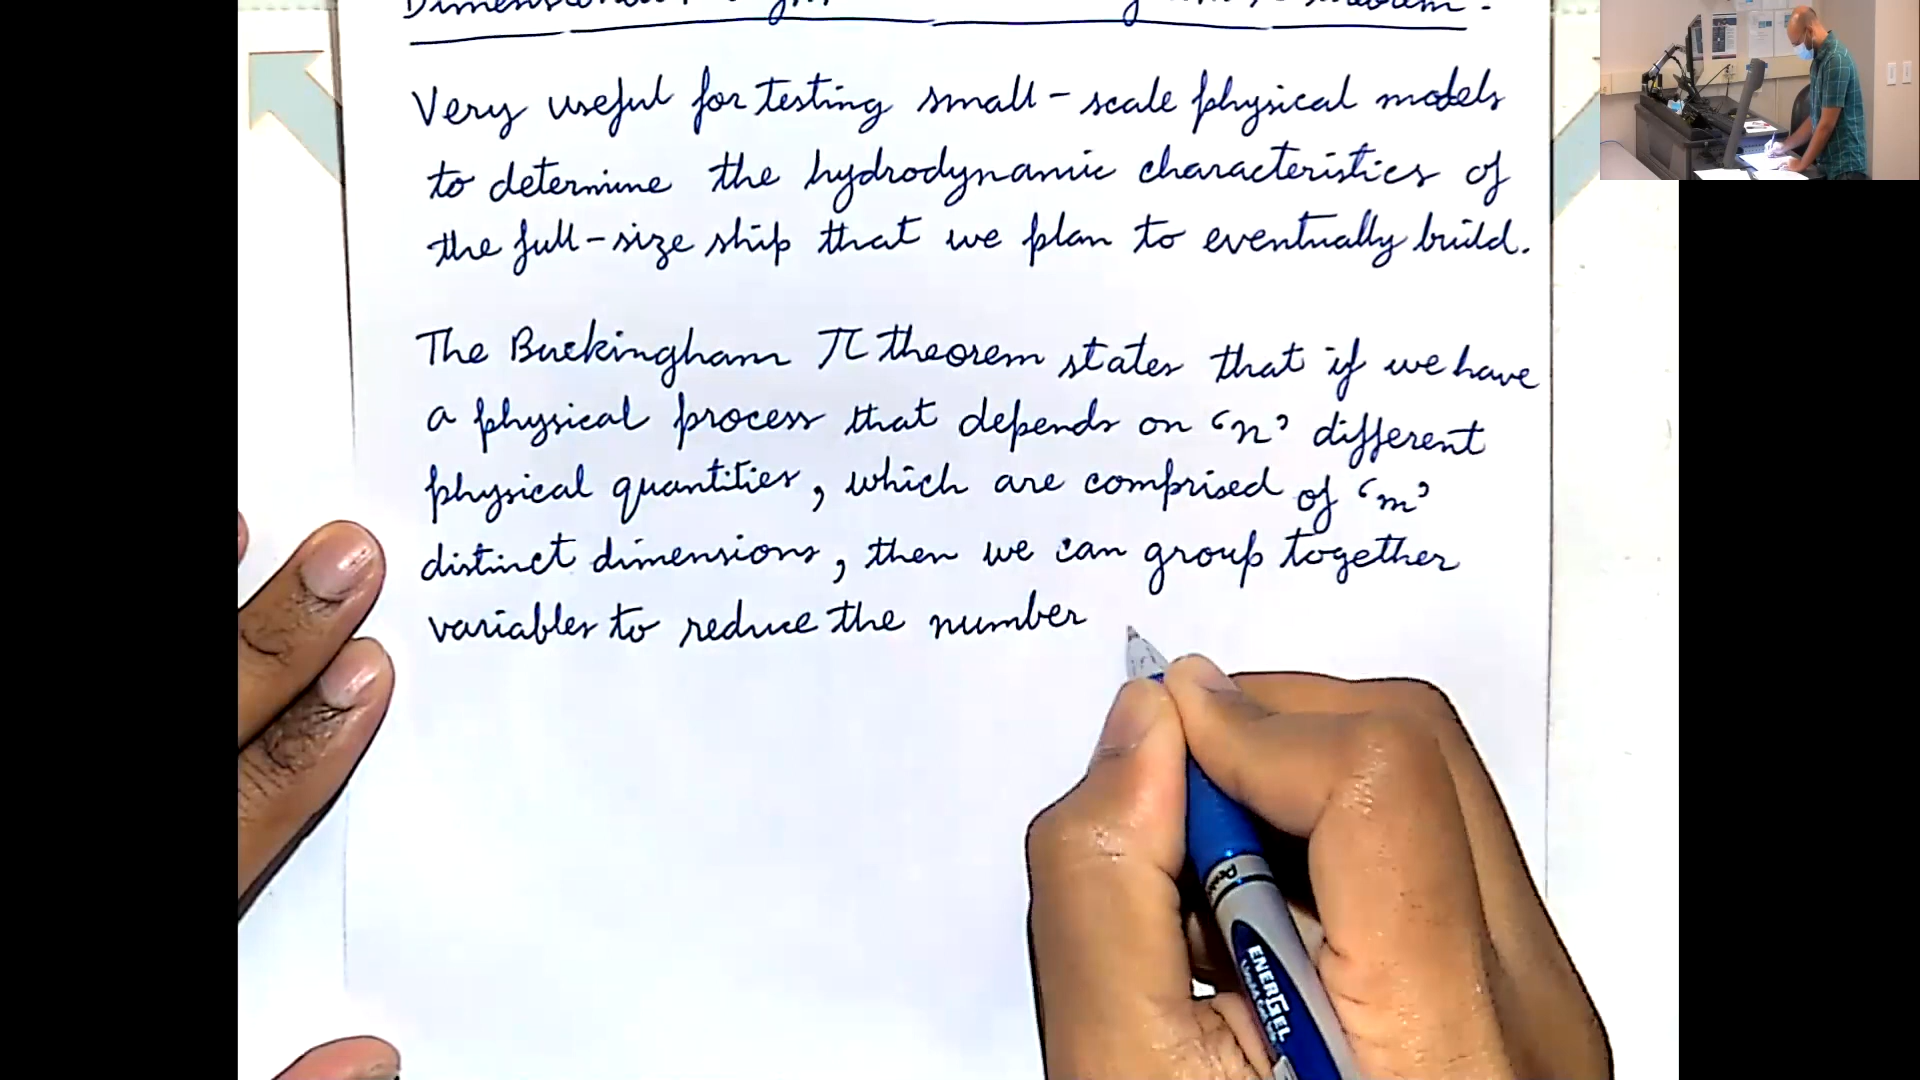 Very useful for testing small-scale physical models
to determine the hydrodynamic characteristics of
the full-size ship that we plan to eventually build.
The Buckingham π theorem states that if we have
a physical process that depends on 'n' different
physical quantities, which are comprised of 'm'
distinct dimensions, then we can group together
variables to reduce the number
ENERGEL